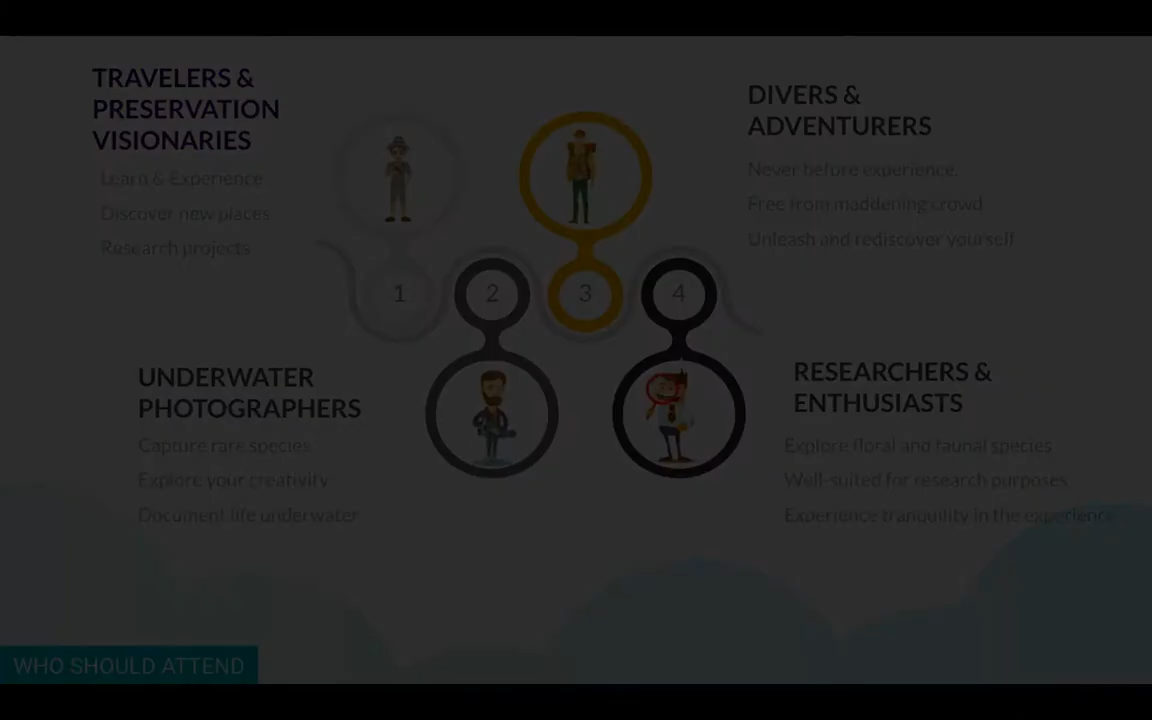 TRAVELERS &
PRESERVATION
VISIONARIES
Learn & Experience
Discover new places
Research projects
DIVERS &
ADVENTURERS
Never before experience.
Free from maddening crowd
Unleash and rediscover yourself
1
2
3
4
UNDERWATER
PHOTOGRAPHERS
Capture rare species
Explore your creativity
Document life underwater
RESEARCHERS &
ENTHUSIASTS
Explore floral and faunal species
Well-suited for research purposes
Experience tranquility in the experience
WHO SHOULD ATTEND